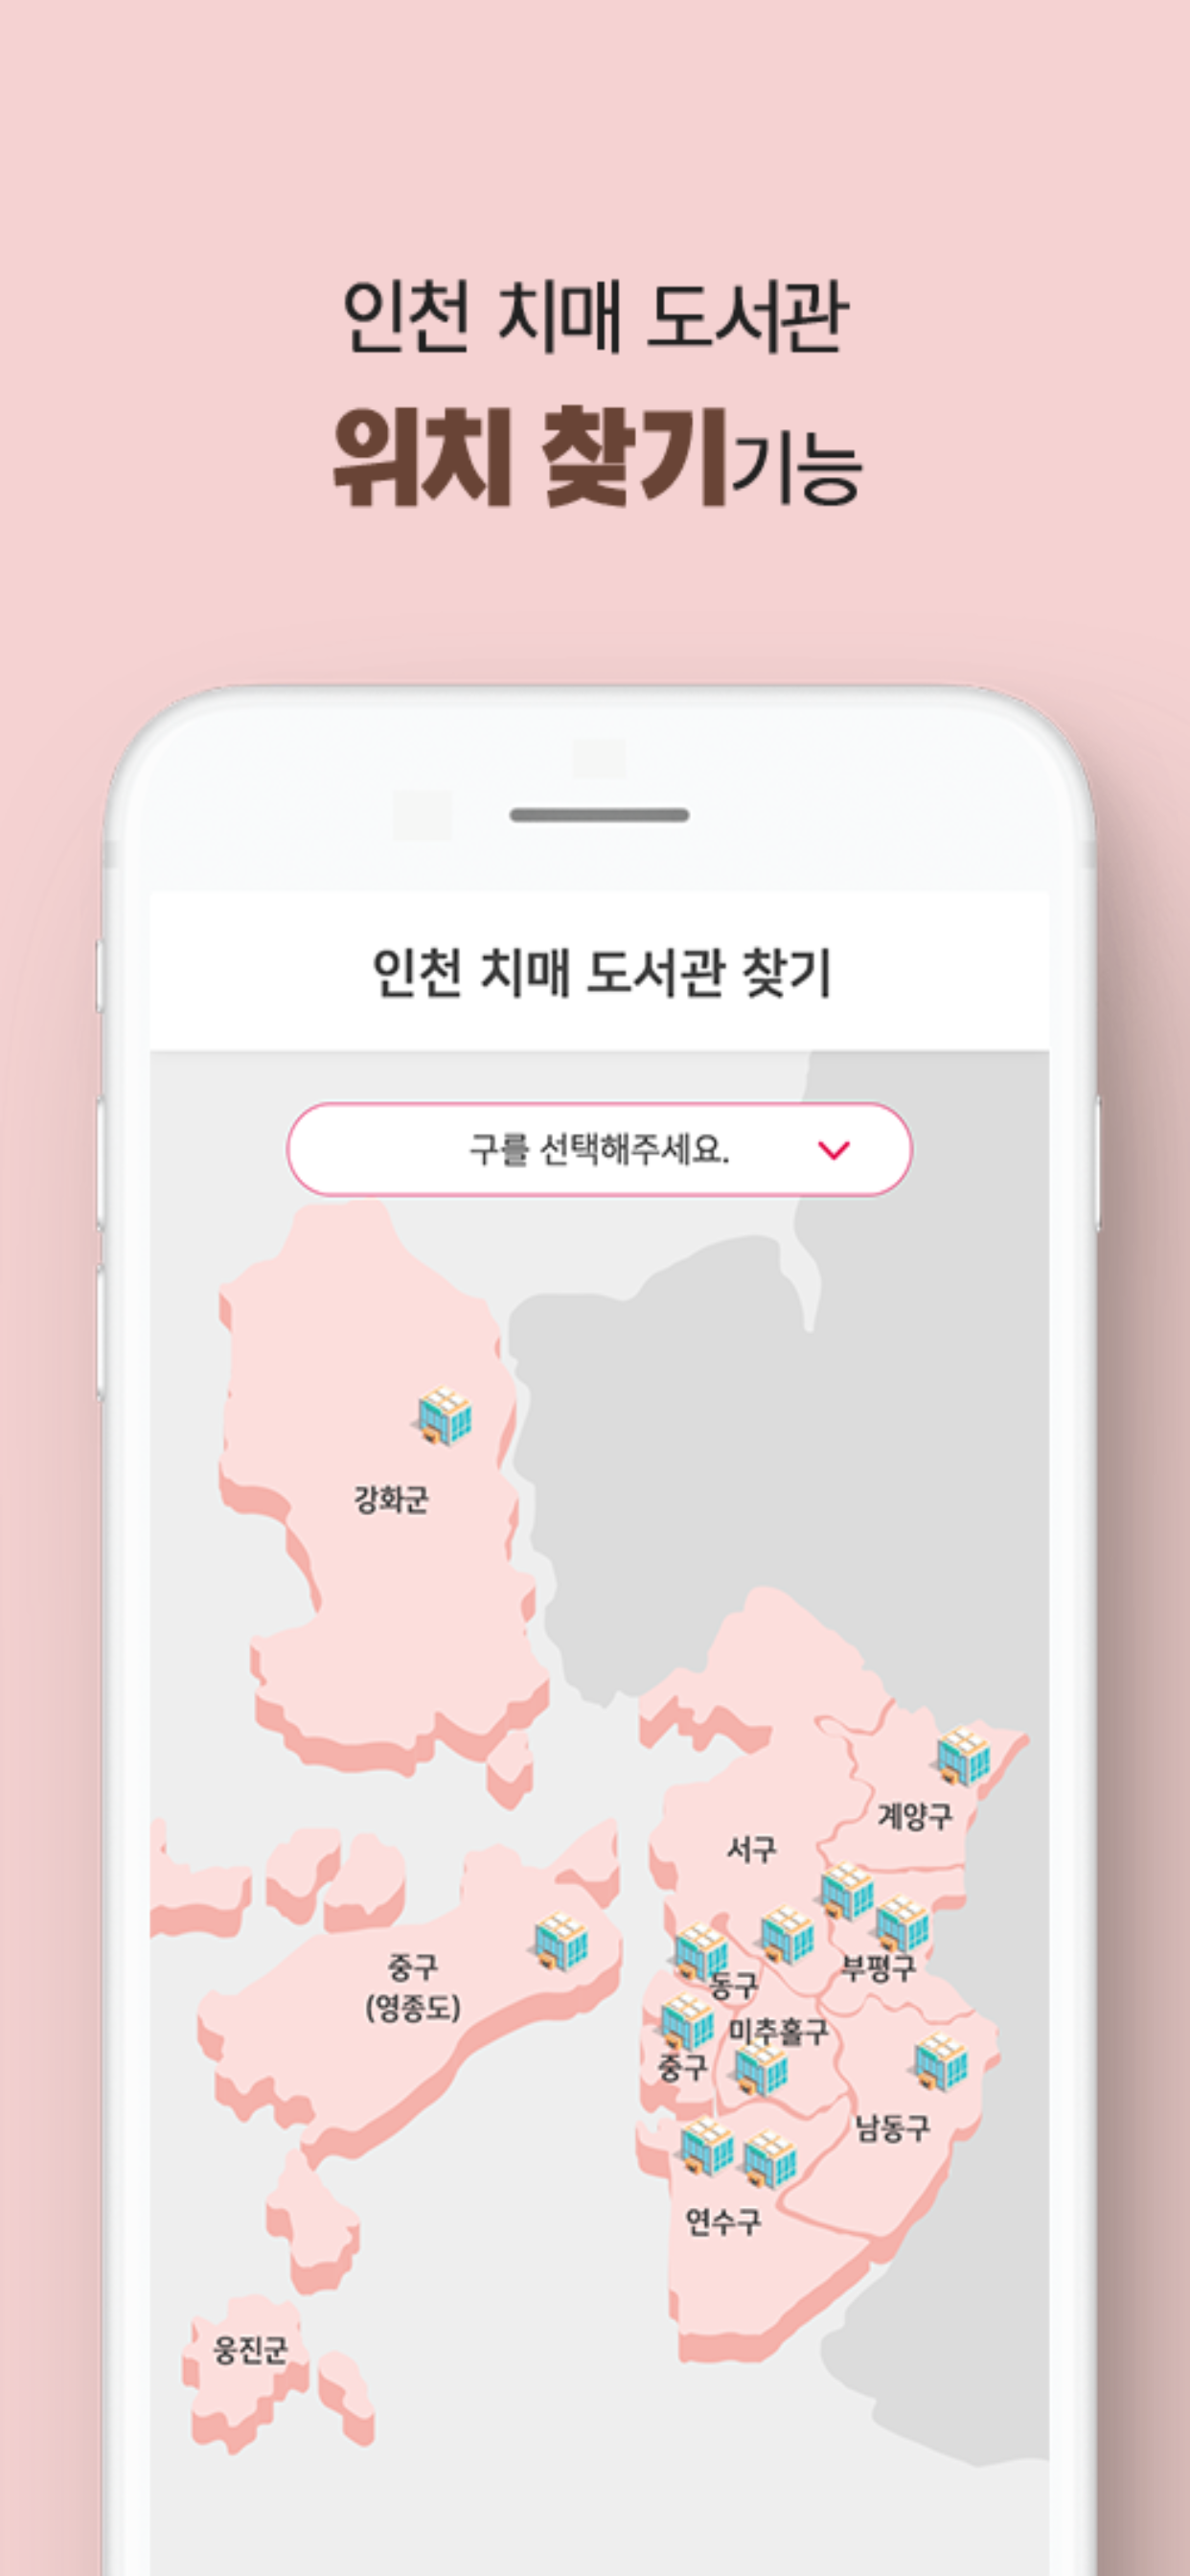 인천 치매 도서관
위치 찾기기능
인천 치매 도서관 찾기
구를 선택해주세요.
강화군
계양구
서구
중구
(영종도)
부평구
동구
미추홀구
중구
남동구
연수구
웅진군